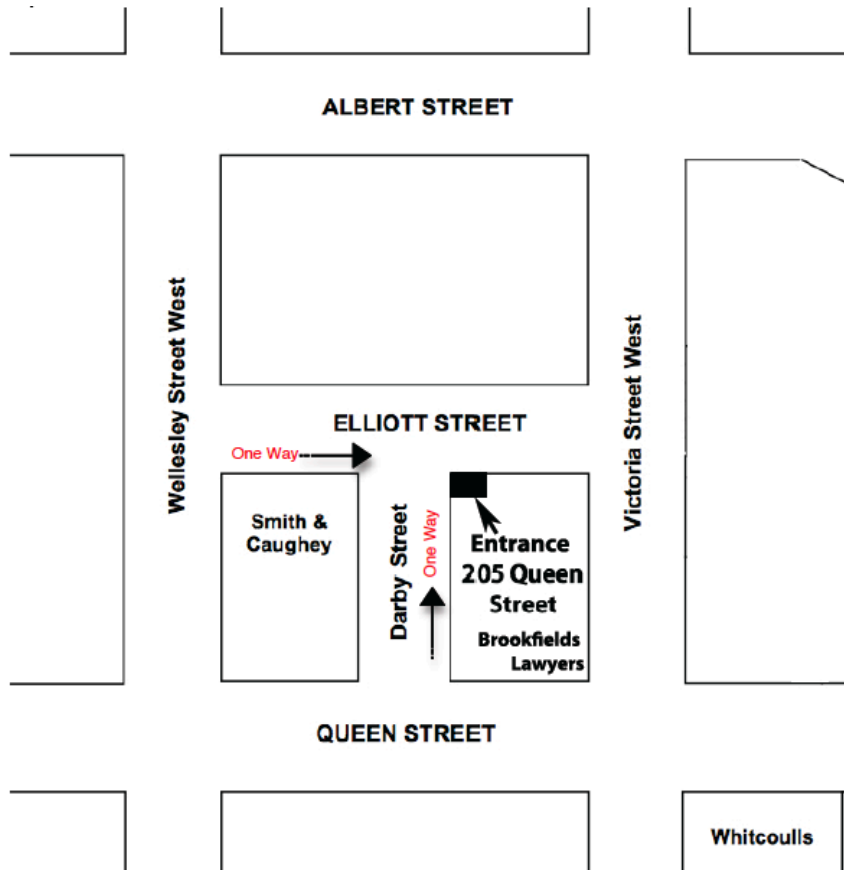 ALBERT STREET
Wellesley Street West
Victoria Street West
ELLIOTT STREET
One Way
Smith &
Caughey
Darby Street
One Way
Entrance
205 Queen
Street
Brookfields
Lawyers
QUEEN STREET
Whitcoulls